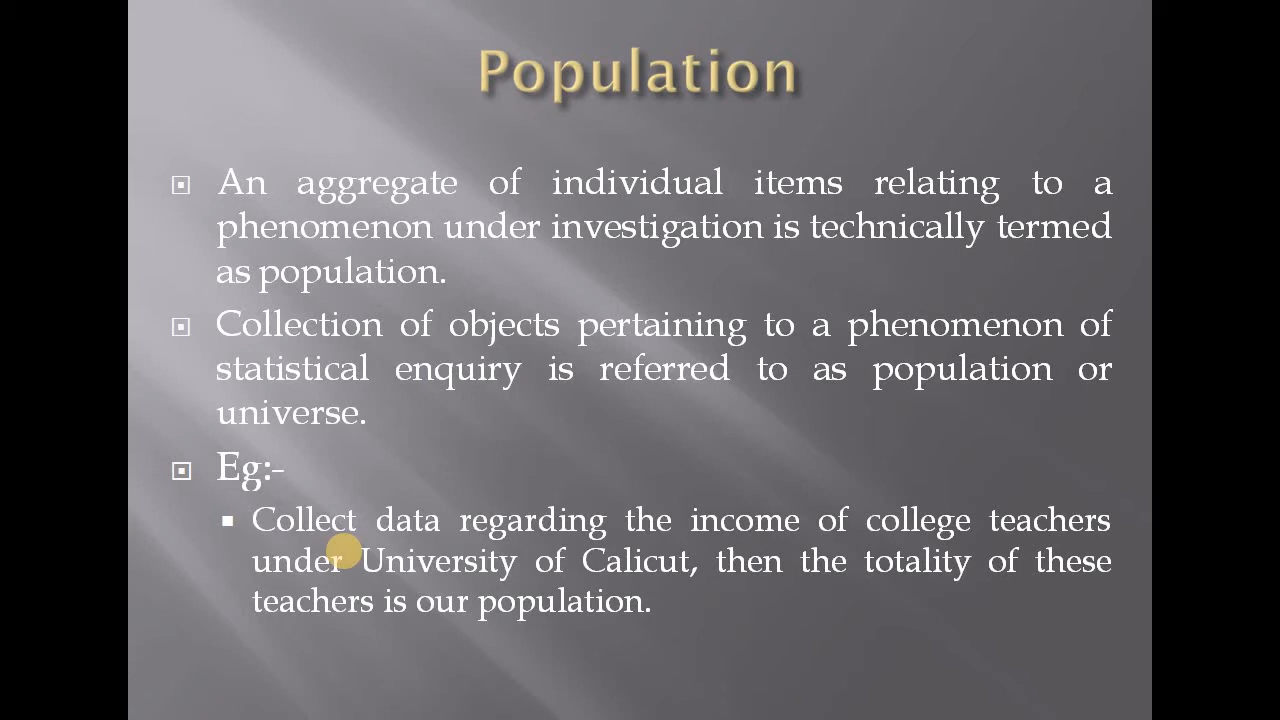 Population
An aggregate of individual items relating to a
phenomenon under investigation is technically termed
as population.
Collection of objects pertaining to a phenomenon of
statistical enquiry is referred to as population or
universe.
Eg:-
Collect data regarding the income of college teachers
under University of Calicut, then the totality of these
teachers is our population.